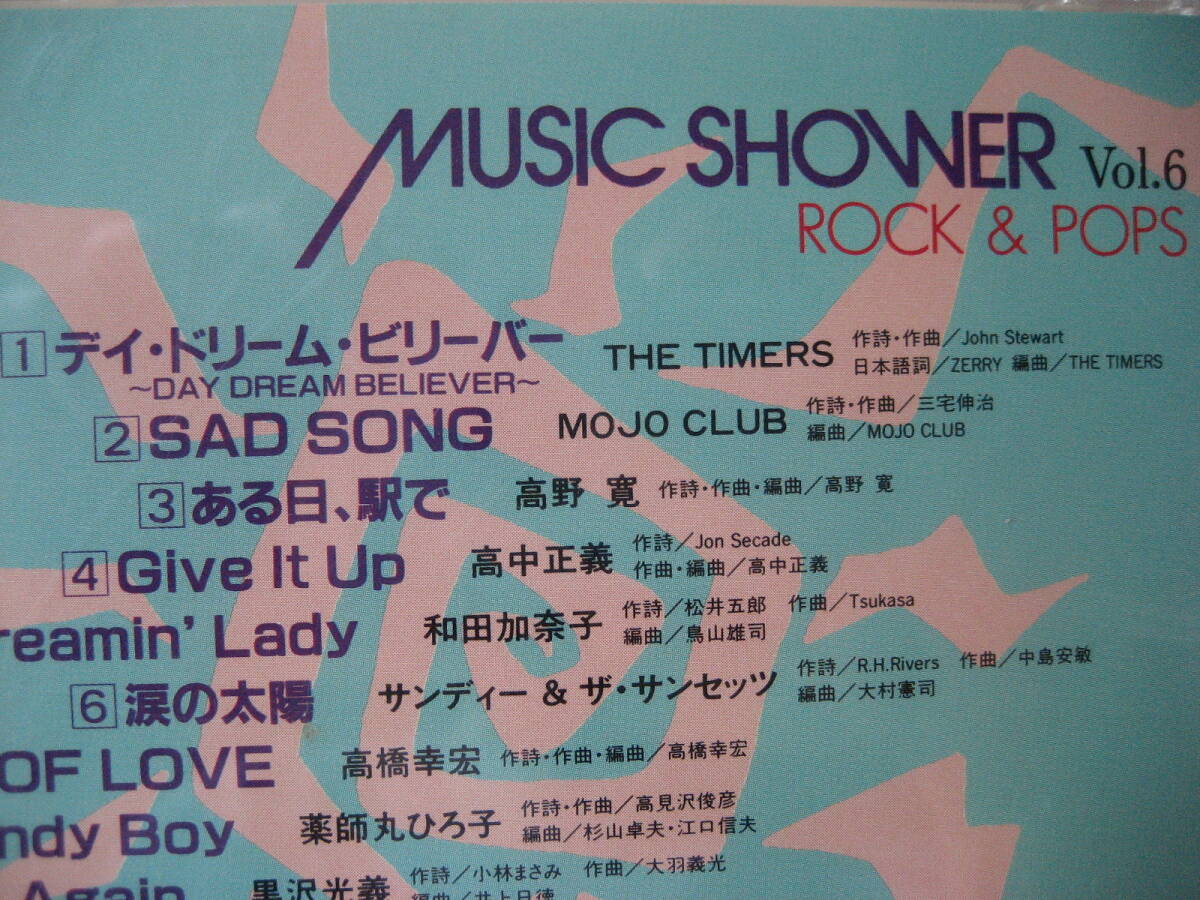 MUSIC SHOWER Vol.6
ROCK & POPS
1 デイ・ドリーム・ビリーバー THE TIMERS 作詩・作曲／John Stewart
〜DAY DREAM BELIEVER〜 日本語詞／ZERRY 編曲／THE TIMERS
2 SAD SONG MOJO CLUB 作詩・作曲／三宅伸治
編曲／MOJO CLUB
3 ある日、駅で 高野 寛 作詩・作曲・編曲／高野 寛
4 Give It Up 高中正義 作詩／Jon Secade
作曲・編曲／高中正義
reamin' Lady 和田加奈子 作詩／松井五郎 作曲／Tsukasa
編曲／鳥山雄司
6 涙の太陽 サンディー & ザ・サンセッツ 作詩／R.H.Rivers 作曲／中島安敏
編曲／大村憲司
OF LOVE 高橋幸宏 作詩・作曲・編曲／高橋幸宏
ndy Boy 薬師丸ひろ子 作詩・作曲／高見沢俊彦
編曲／杉山卓夫・江口信夫
Again 黒沢光義 作詩／小林まさみ 作曲／大羽義光